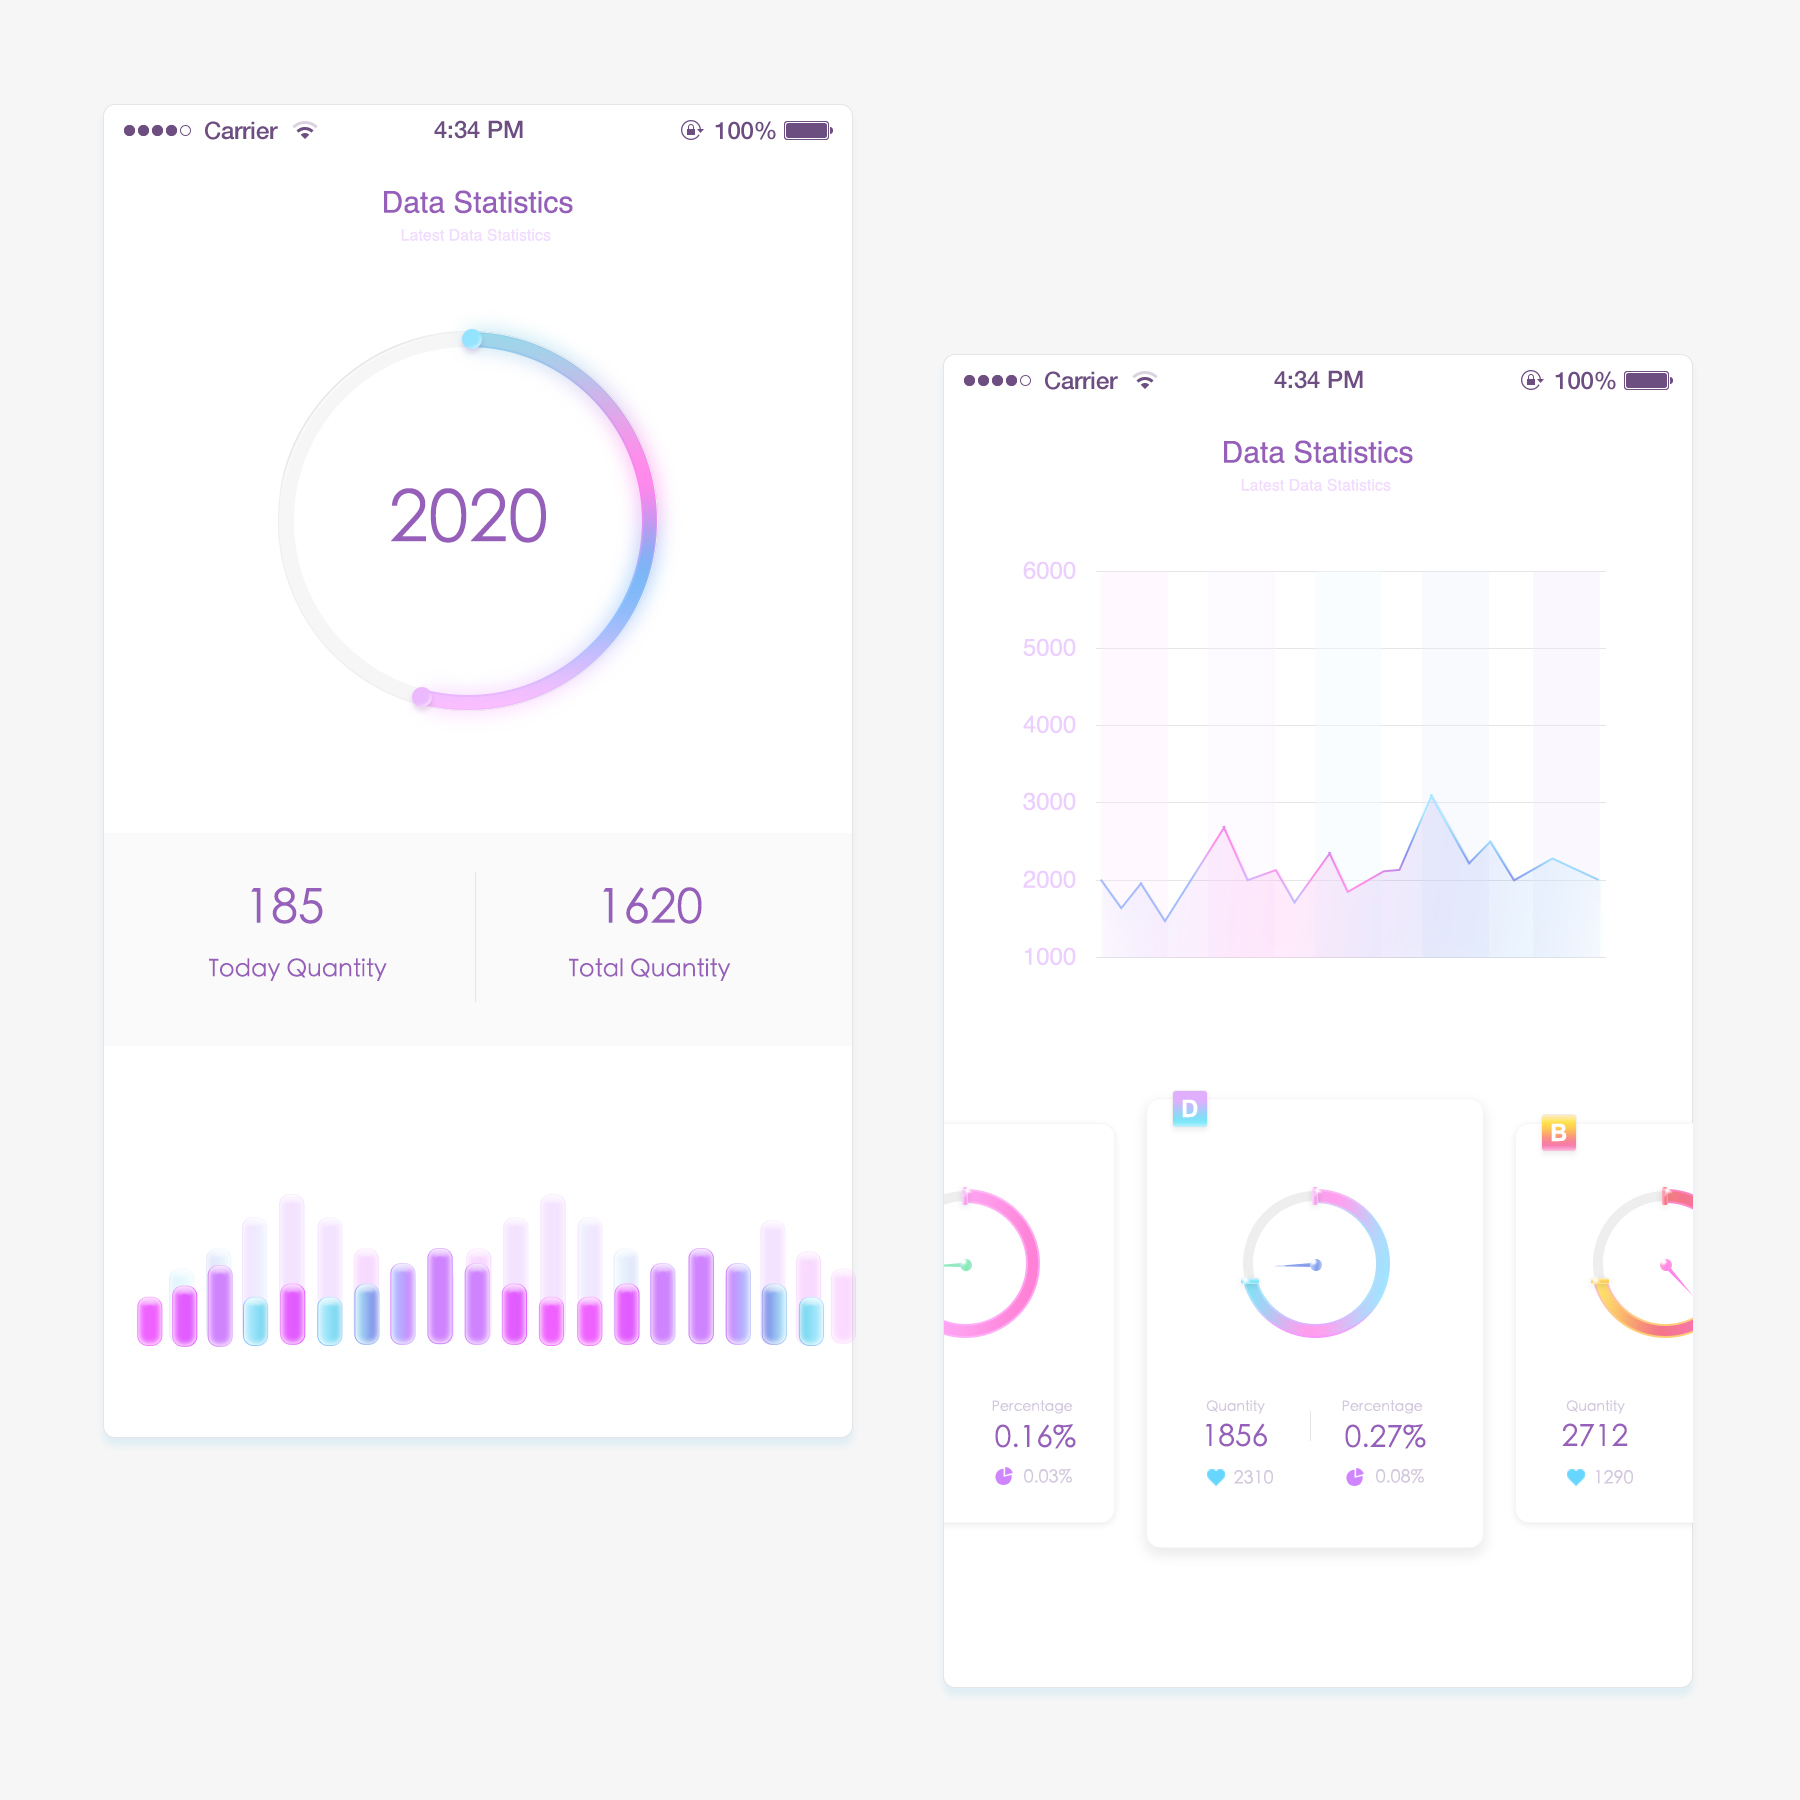 Carrier 4:34 PM 100%
Data Statistics
Latest Data Statistics
2020
185 1620
Today Quantity Total Quantity
Carrier 4:34 PM 100%
Data Statistics
Latest Data Statistics
6000
5000
4000
3000
2000
1000
D
B
Percentage
0.16%
0.03%
Quantity Percentage
1856 0.27%
2310 0.08%
Quantity
2712
1290